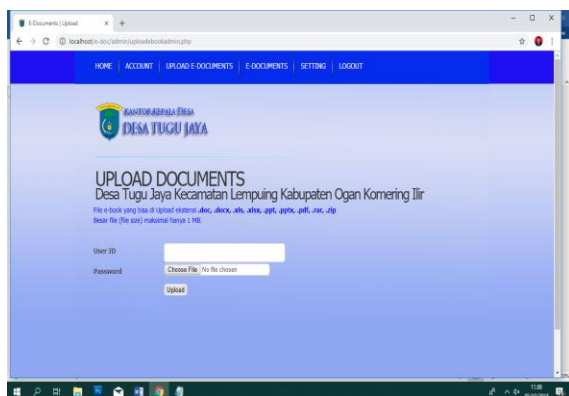 E-Documents | Upload
localhost/e-doc/admin/uploadebookadmin.php
HOME ACCOUNT UPLOAD E-DOCUMENTS E-DOCUMENTS SETTING LOGOUT
KANTOR KEPALA DESA
DESA TUGU JAYA
UPLOAD DOCUMENTS
Desa Tugu Jaya Kecamatan Lempuing Kabupaten Ogan Komering Ilir
File e-book yang bisa di Upload ekstensi .doc, .docx, .xls, .xlsx, .ppt, .pptx, .pdf, .rar, .zip
Besar file (file size) maksimal hanya 1 MB.
User ID
Password Choose File No file chosen
Upload
11:08